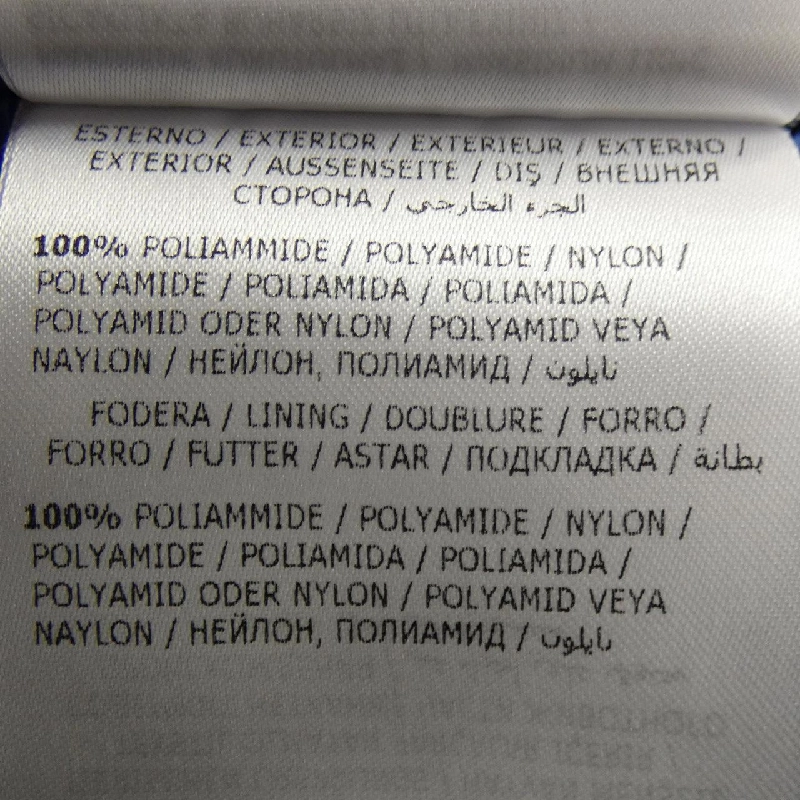 ESTERNO / EXTERIOR / EXTERIEUR / EXTERNO /
EXTERIOR / AUSSENSEITE / DIŞ / ВНЕШНЯЯ
СТОРОНА / الجزء الخارجي
100% POLIAMMIDE / POLYAMIDE / NYLON /
POLYAMIDE / POLIAMIDA / POLIAMIDA /
POLYAMID ODER NYLON / POLYAMID VEYA
NAYLON / НЕЙЛОН, ПОЛИАМИД / نايلون
FODERA / LINING / DOUBLURE / FORRO /
FORRO / FUTTER / ASTAR / ПОДКЛАДКА / بطانة
100% POLIAMMIDE / POLYAMIDE / NYLON /
POLYAMIDE / POLIAMIDA / POLIAMIDA /
POLYAMID ODER NYLON / POLYAMID VEYA
NAYLON / НЕЙЛОН, ПОЛИАМИД / نايلون